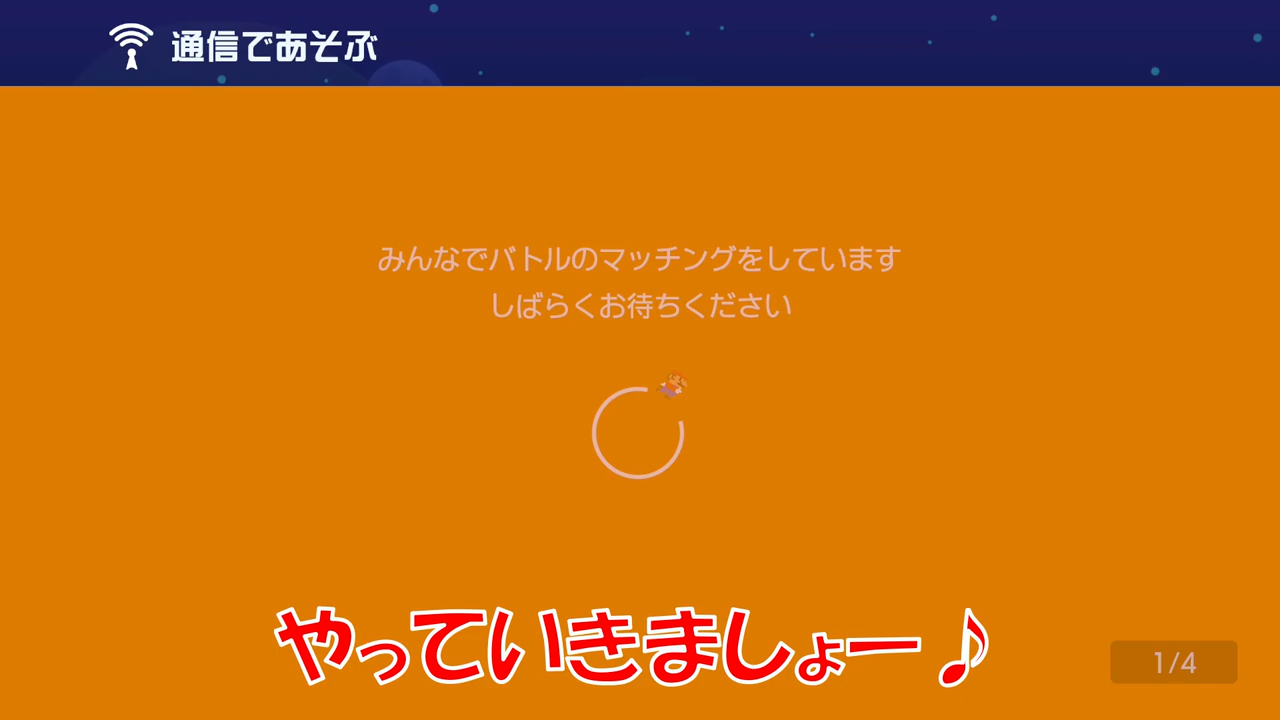 通信であそぶ
みんなでバトルのマッチングをしています
しばらくお待ちください
やっていきましょー♪
1/4